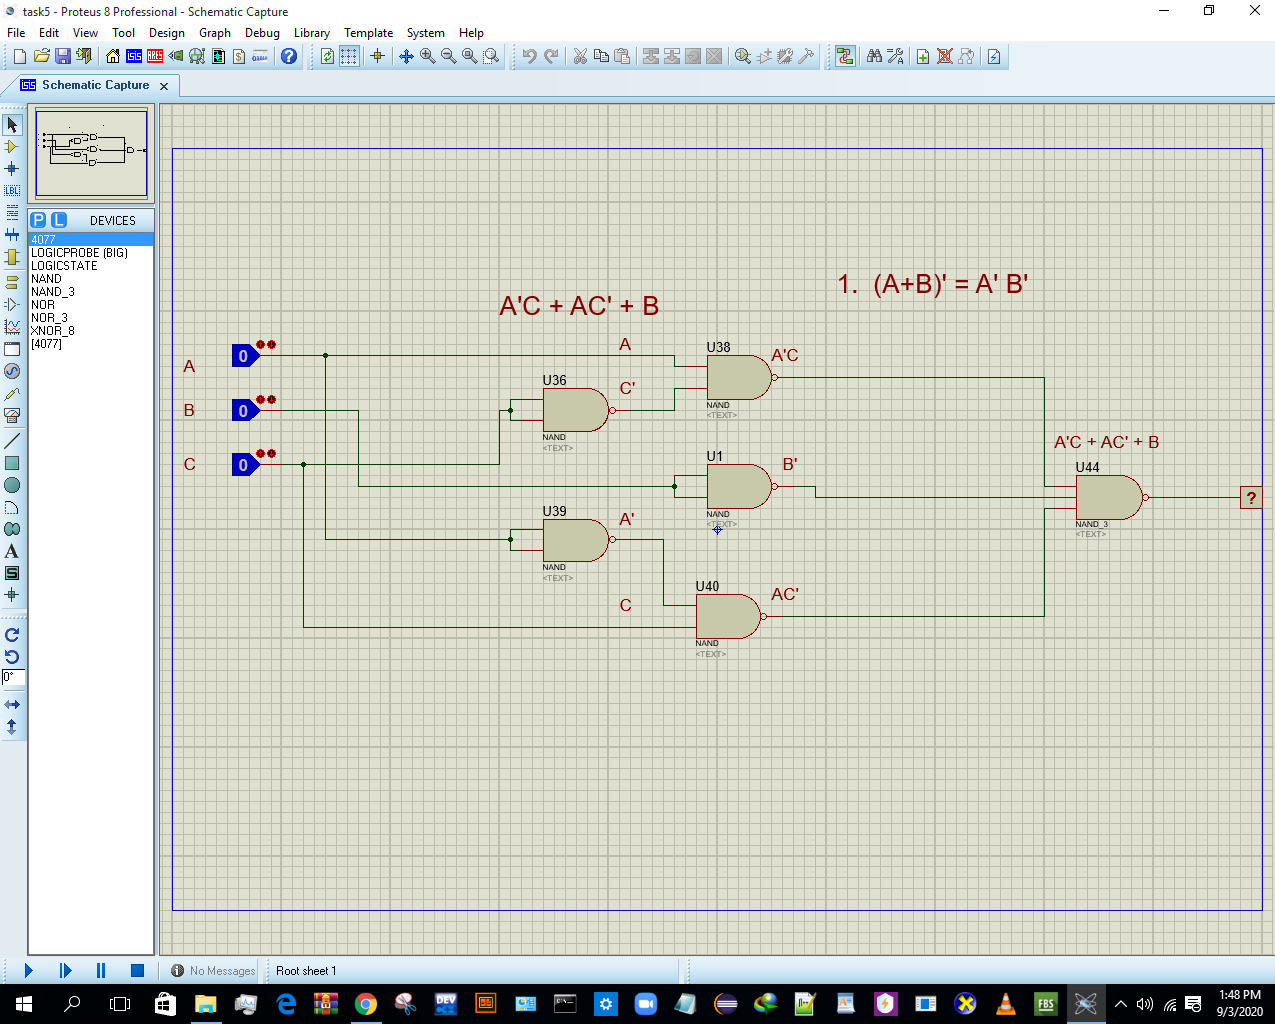 task5 - Proteus 8 Professional - Schematic Capture
File Edit View Tool Design Graph Debug Library Template System Help
Schematic Capture
P L DEVICES
4077
LOGICPROBE (BIG)
LOGICSTATE
NAND
NAND_3
NOR
NOR_3
XNOR_8
[4077]
LBL
0°
1. (A+B)' = A' B'
A'C + AC' + B
A
0
A
U38
A'C
NAND
<TEXT>
U36
C'
NAND
<TEXT>
B
0
C
0
U1
B'
NAND
<TEXT>
A'C + AC' + B
U44
NAND_3
<TEXT>
?
U39
A'
NAND
<TEXT>
U40
C
AC'
NAND
<TEXT>
No Messages
Root sheet 1
DEV
FBS
1:48 PM
9/3/2020